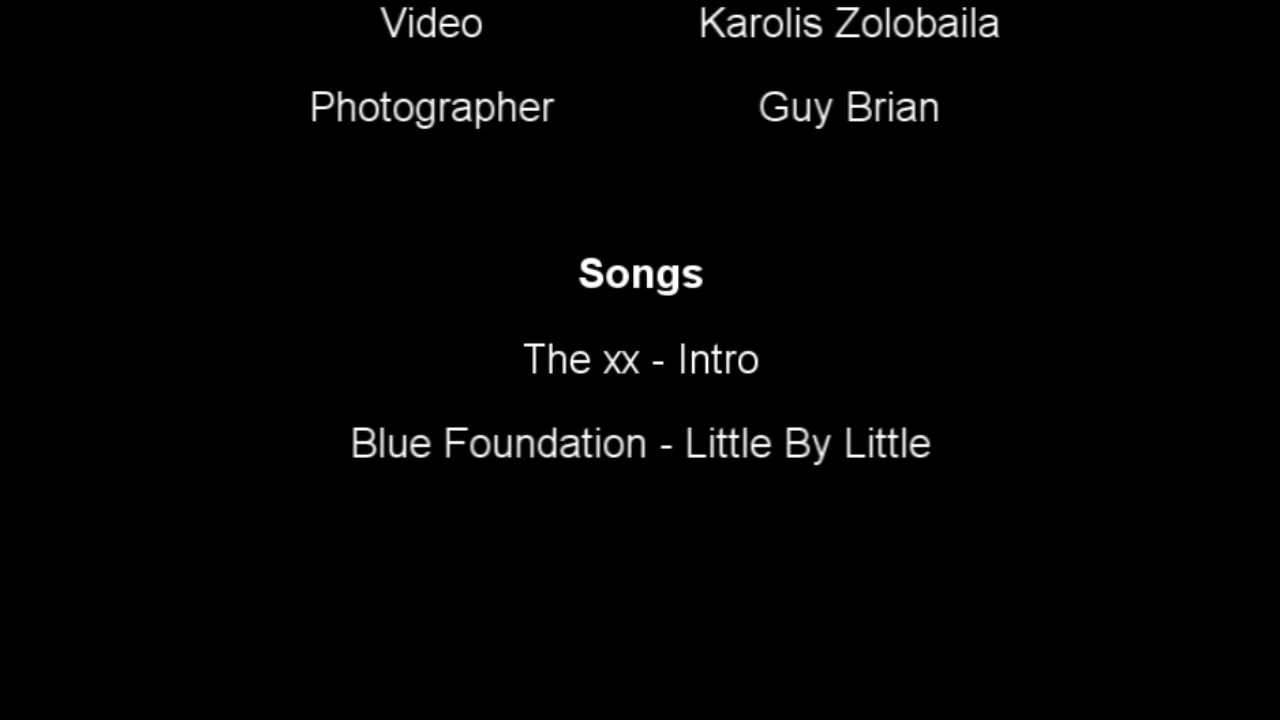 Video Karolis Zolobaila
Photographer Guy Brian
Songs
The xx - Intro
Blue Foundation - Little By Little